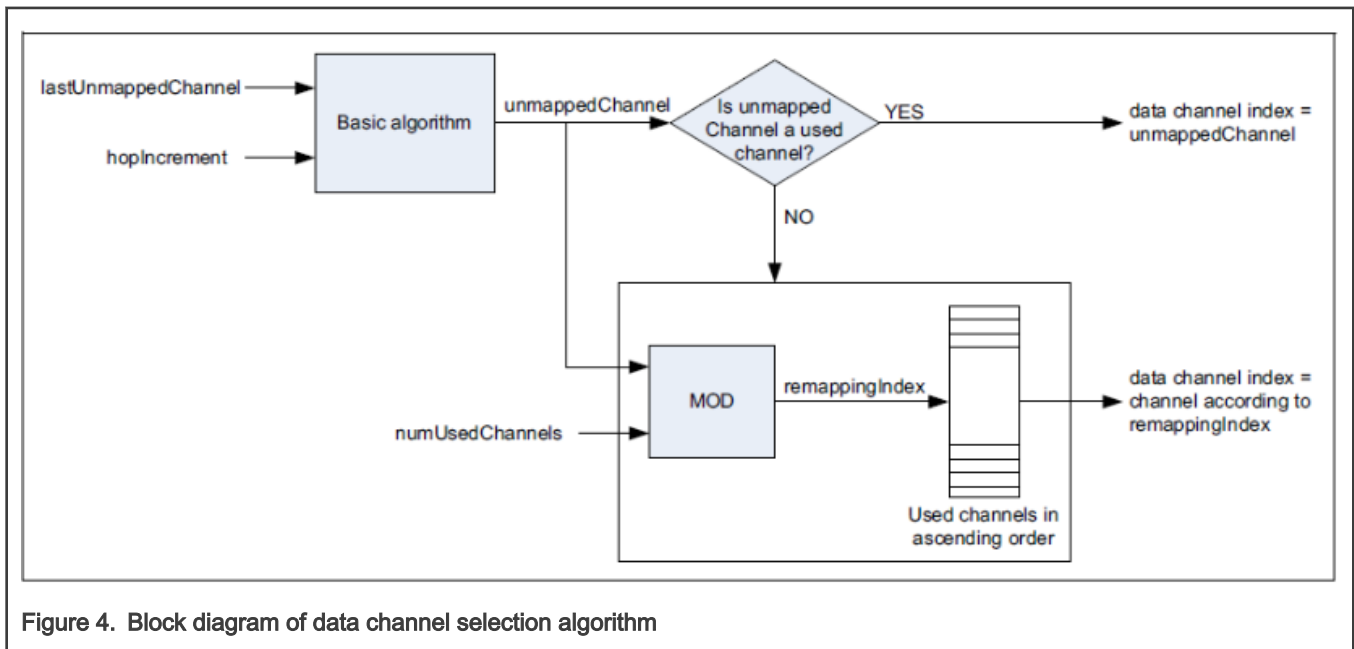 lastUnmappedChannel
hopIncrement
Basic algorithm
unmappedChannel
Is unmapped
Channel a used
channel?
YES
data channel index =
unmappedChannel
NO
numUsedChannels
MOD
remappingIndex
Used channels in
ascending order
data channel index =
channel according to
remappingIndex
Figure 4. Block diagram of data channel selection algorithm